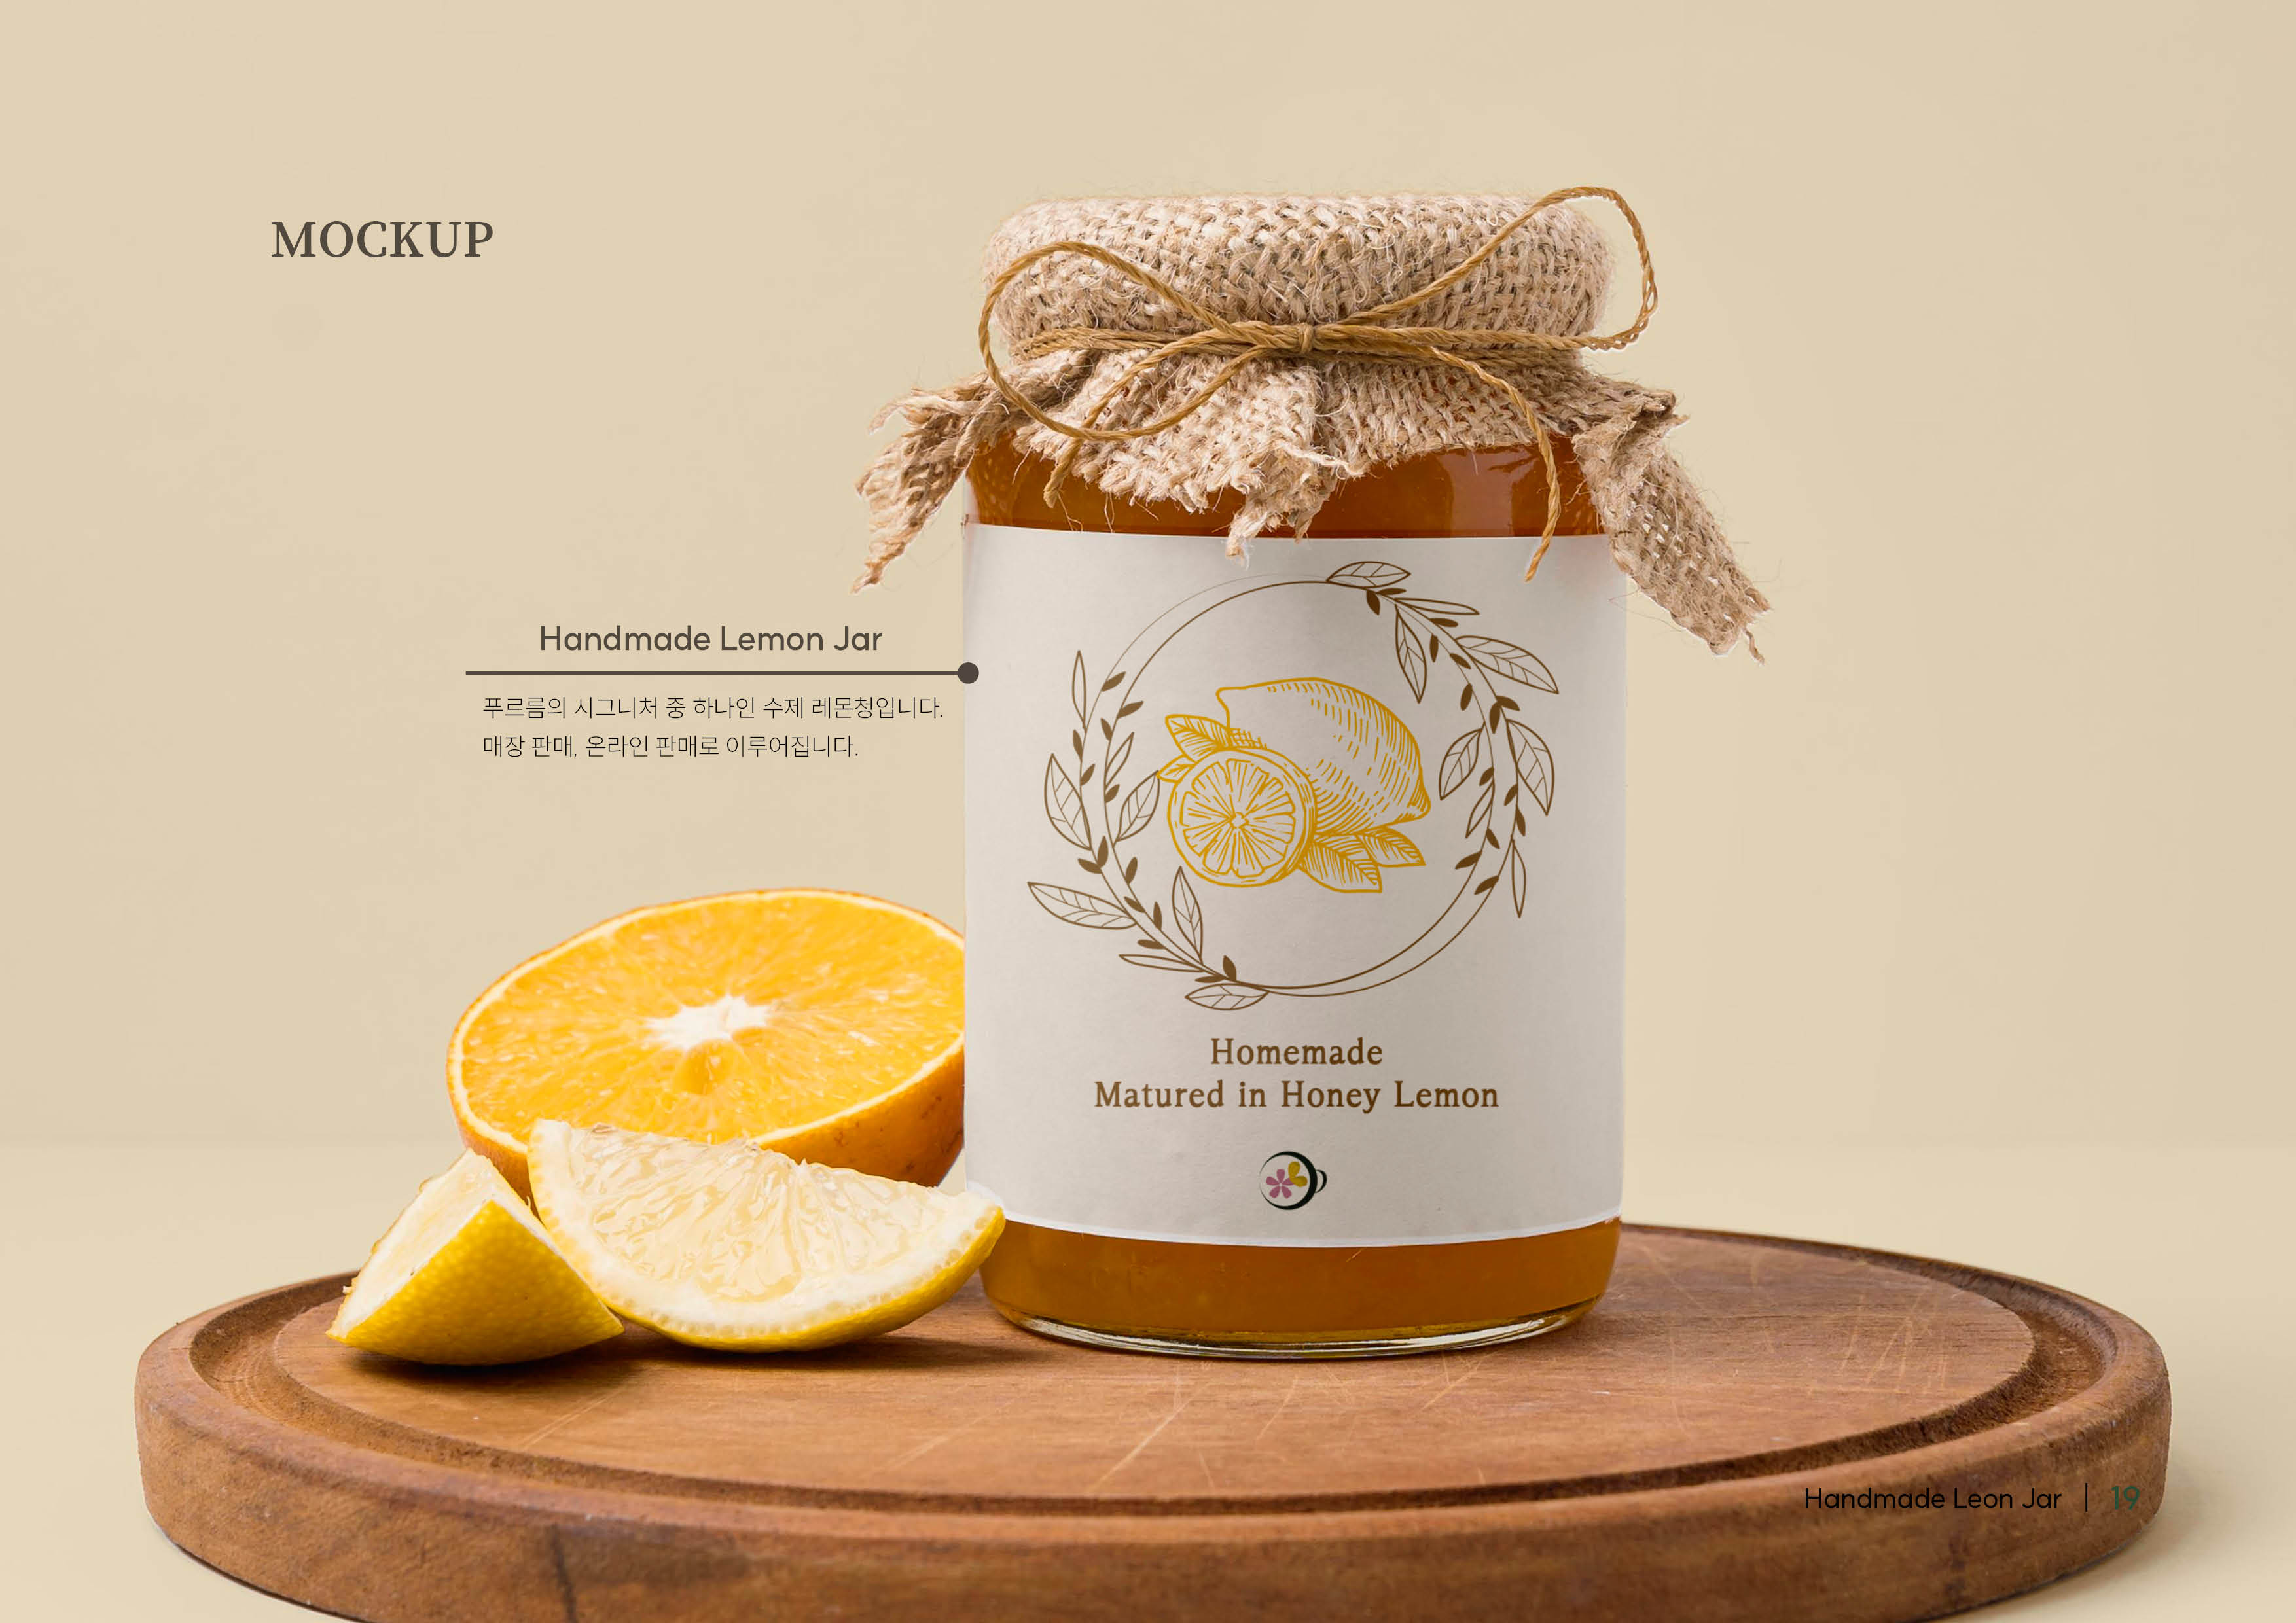 MOCKUP
Handmade Lemon Jar
푸르름의 시그니처 중 하나인 수제 레몬청입니다.
매장 판매, 온라인 판매로 이루어집니다.
Homemade
Matured in Honey Lemon
Handmade Leon Jar | 19